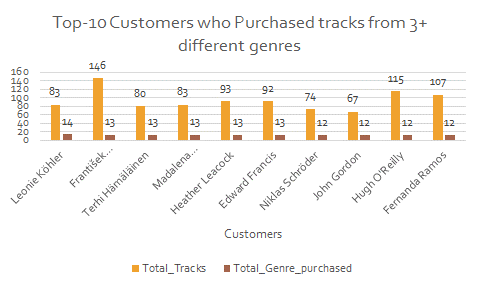 Top-10 Customers who Purchased tracks from 3+
different genres
160
140
120
100
80
60
40
20
0
83 146 80 83 93 92 74 67 115 107
14 13 13 13 13 13 12 12 12 12
Leonie Köhler
František...
Terhi Hämäläinen
Madalena...
Heather Leacock
Edward Francis
Niklas Schröder
John Gordon
Hugh O'Reilly
Fernanda Ramos
Customers
Total_Tracks Total_Genre_purchased